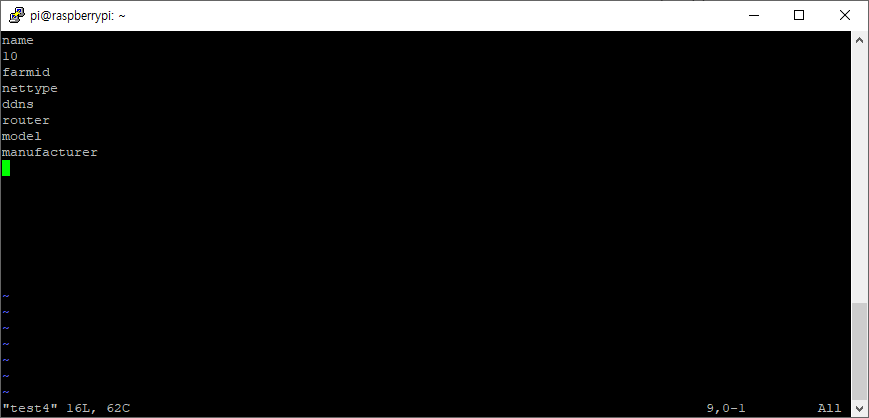 pi@raspberrypi: ~
name
10
farmid
nettype
ddns
router
model
manufacturer
~
~
~
~
~
~
~
"test4" 16L, 62C 9,0-1 All